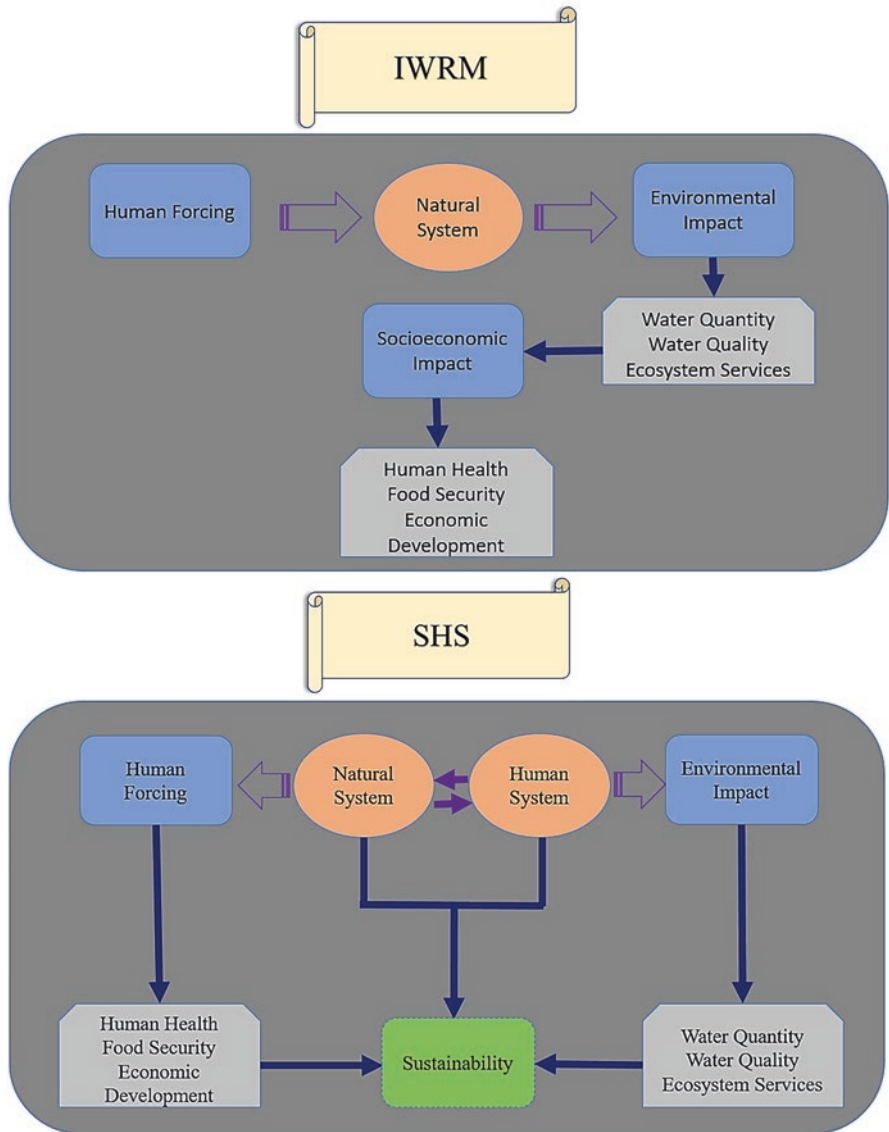 IWRM
Human Forcing
Natural
System
Environmental
Impact
Socioeconomic
Impact
Water Quantity
Water Quality
Ecosystem Services
Human Health
Food Security
Economic
Development
SHS
Human
Forcing
Natural
System
Human
System
Environmental
Impact
Human Health
Food Security
Economic
Development
Sustainability
Water Quantity
Water Quality
Ecosystem Services